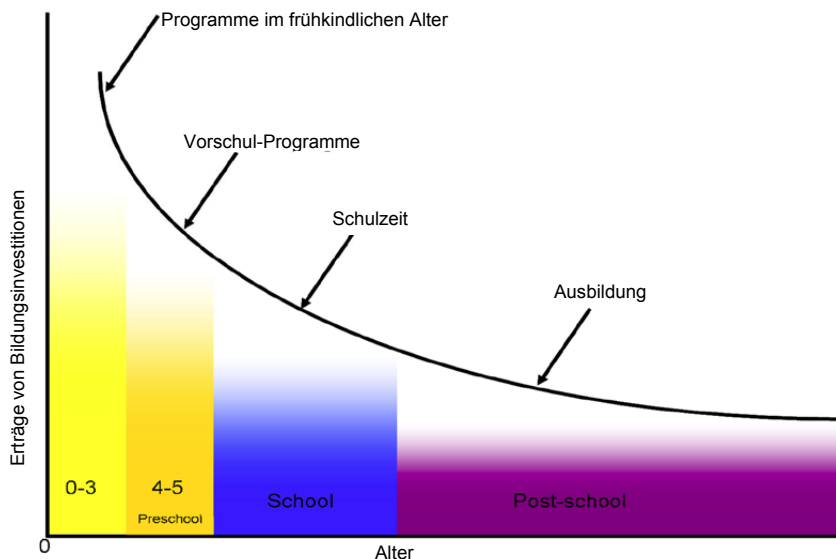 Programme im frühkindlichen Alter
Vorschul-Programme
Schulzeit
Ausbildung
Erträge von Bildungsinvestitionen
0-3
4-5
Preschool
School
Post-school
0
Alter